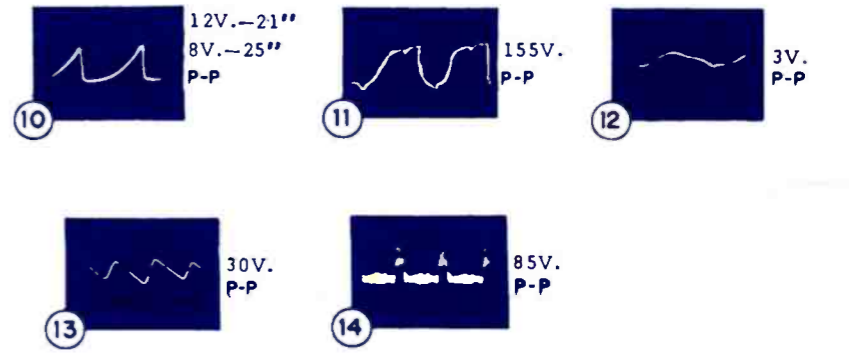 12V.-21"
8V.-25"
P-P
10
155V.
P-P
11
3V.
P-P
12
30V.
P-P
13
85V.
P-P
14